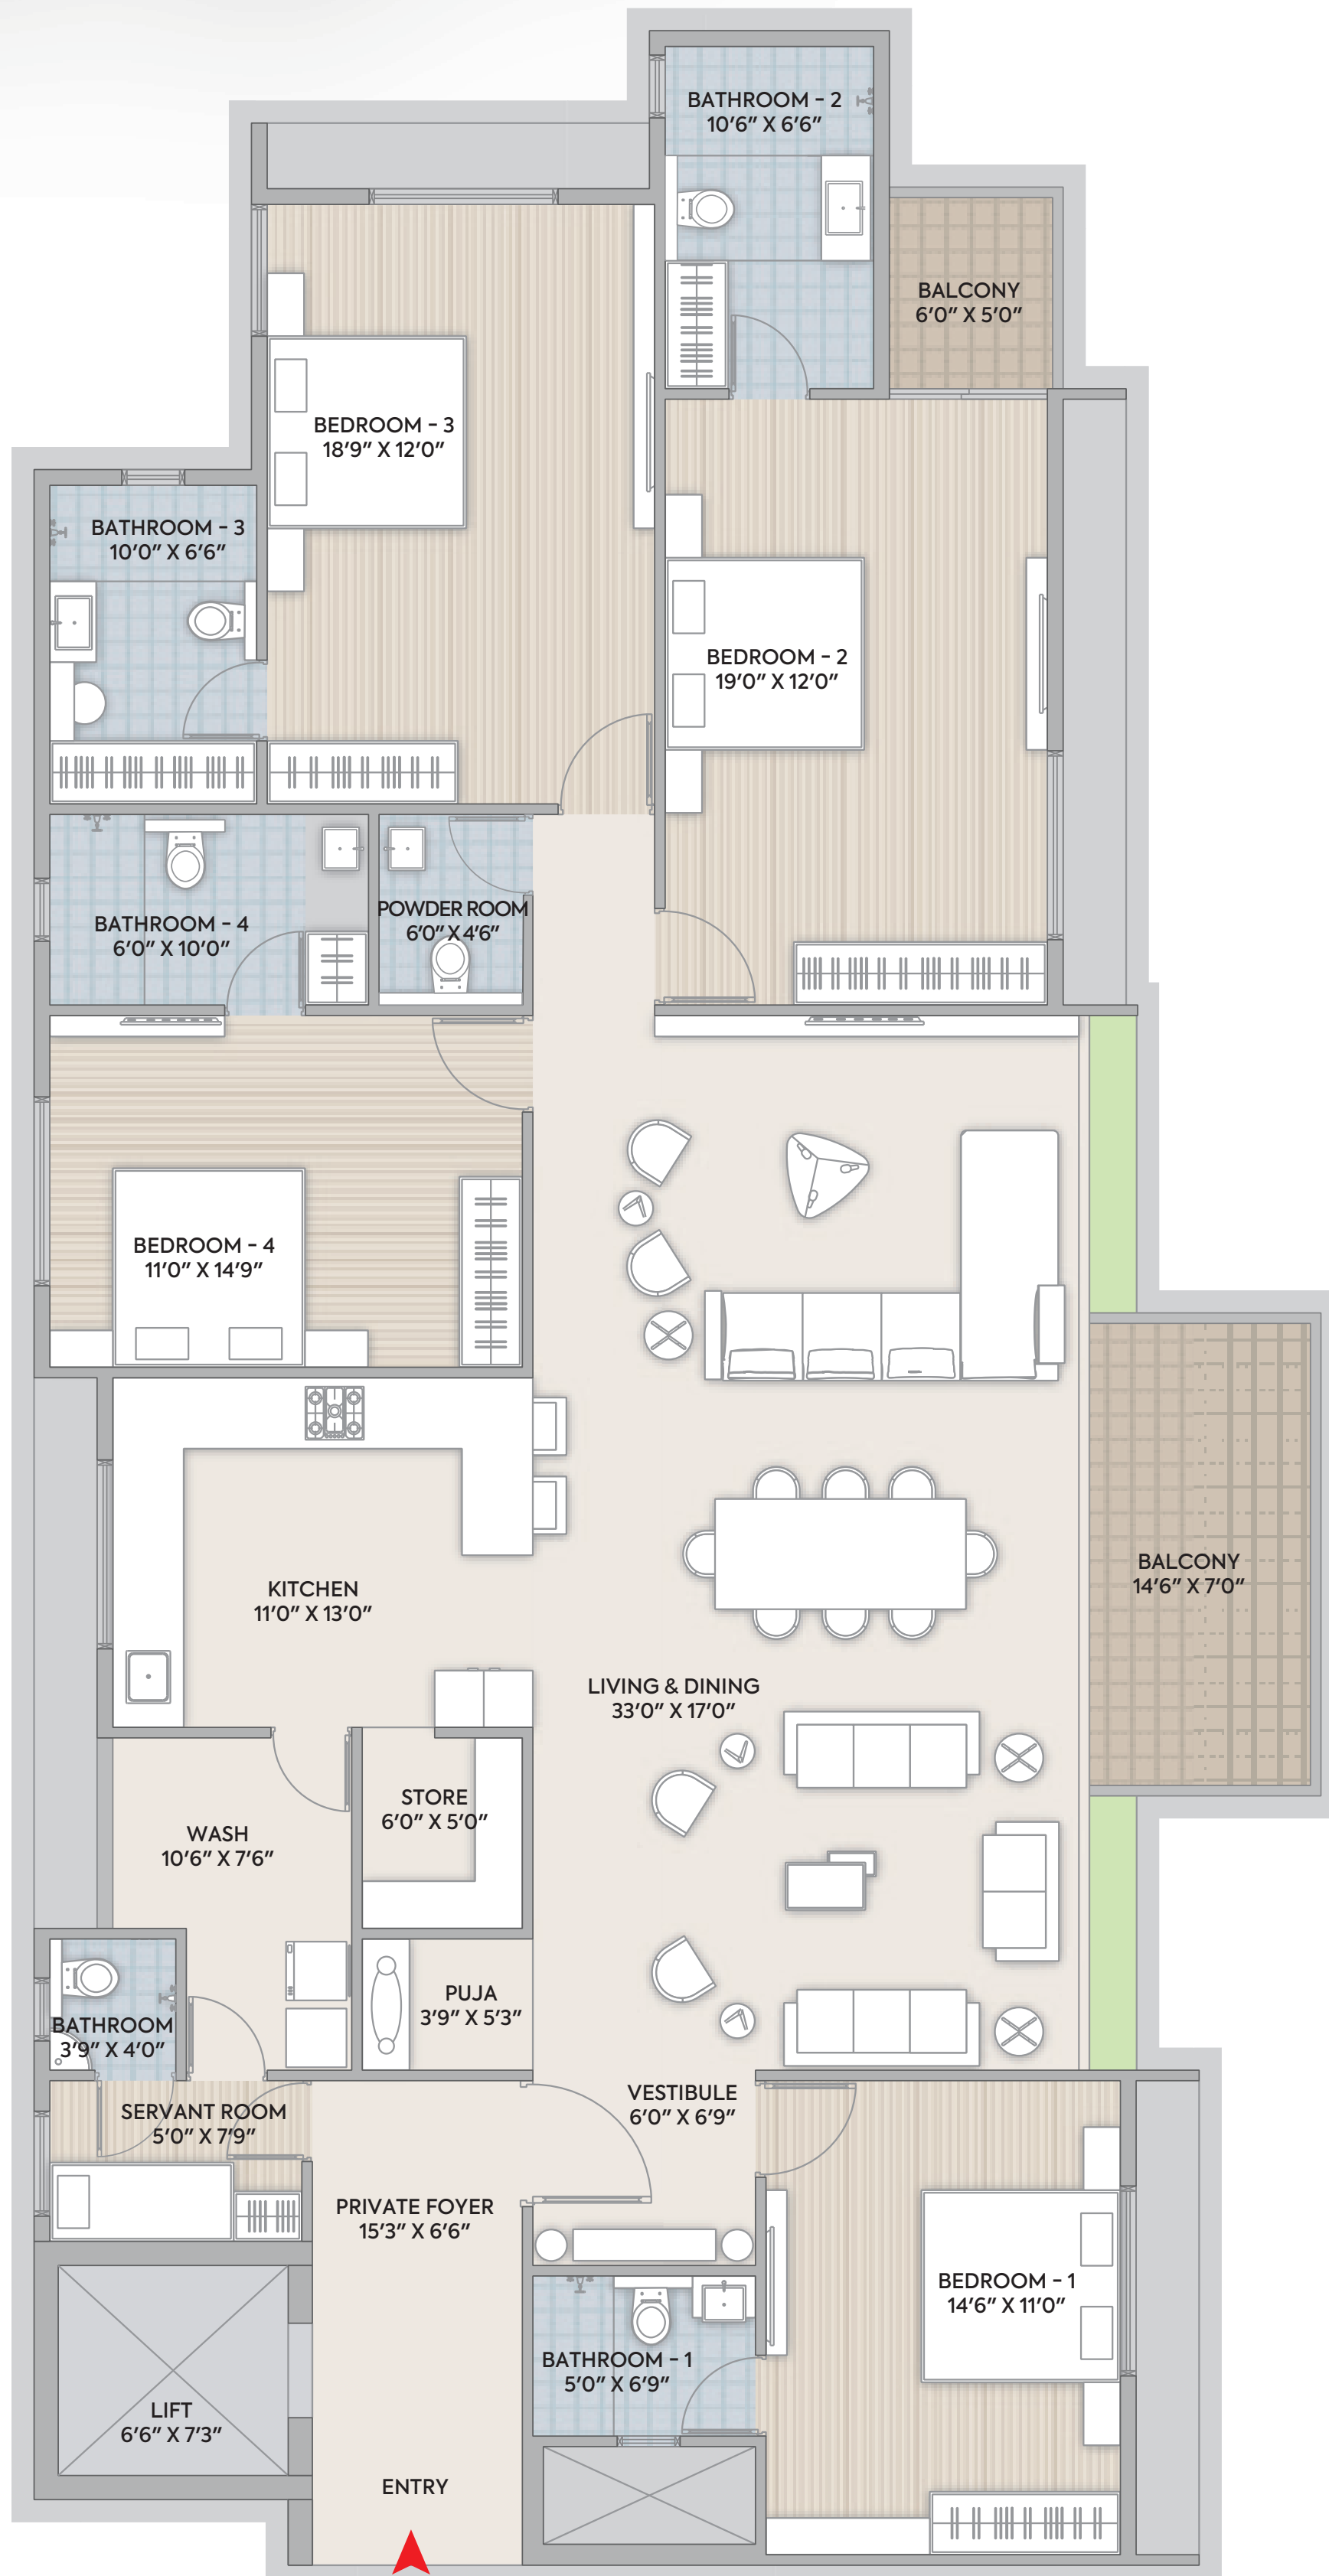 BATHROOM - 2
10'6" X 6'6"
BALCONY
6'0" X 5'0"
BEDROOM - 3
18'9" X 12'0"
BATHROOM - 3
10'0" X 6'6"
BEDROOM - 2
19'0" X 12'0"
POWDER ROOM
6'0" X 4'6"
BATHROOM - 4
6'0" X 10'0"
BEDROOM - 4
11'0" X 14'9"
BALCONY
14'6" X 7'0"
KITCHEN
11'0" X 13'0"
LIVING & DINING
33'0" X 17'0"
STORE
6'0" X 5'0"
WASH
10'6" X 7'6"
PUJA
3'9" X 5'3"
BATHROOM
3'9" X 4'0"
VESTIBULE
6'0" X 6'9"
SERVANT ROOM
5'0" X 7'9"
PRIVATE FOYER
15'3" X 6'6"
BEDROOM - 1
14'6" X 11'0"
BATHROOM - 1
5'0" X 6'9"
LIFT
6'6" X 7'3"
ENTRY